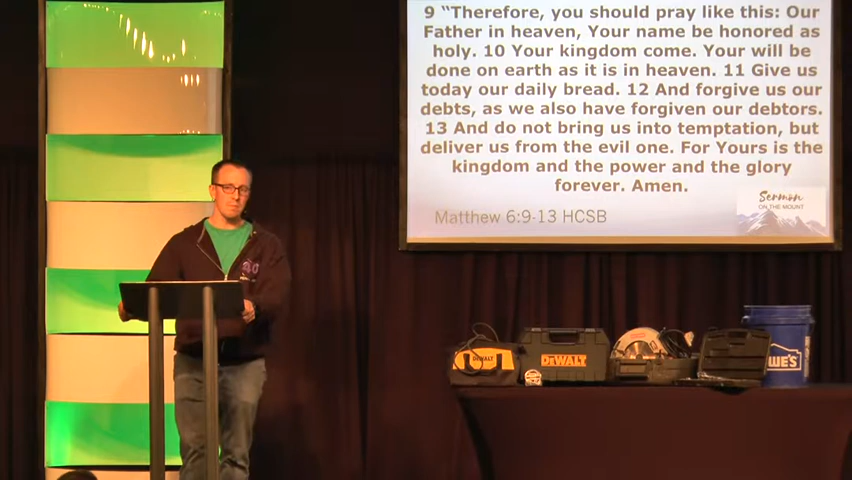 9 “Therefore, you should pray like this: Our
Father in heaven, Your name be honored as
holy. 10 Your kingdom come. Your will be
done on earth as it is in heaven. 11 Give us
today our daily bread. 12 And forgive us our
debts, as we also have forgiven our debtors.
13 And do not bring us into temptation, but
deliver us from the evil one. For Yours is the
kingdom and the power and the glory
forever. Amen.
Sermon
ON THE MOUNT
Matthew 6:9-13 HCSB
DEWALT
DEWALT
WE'S